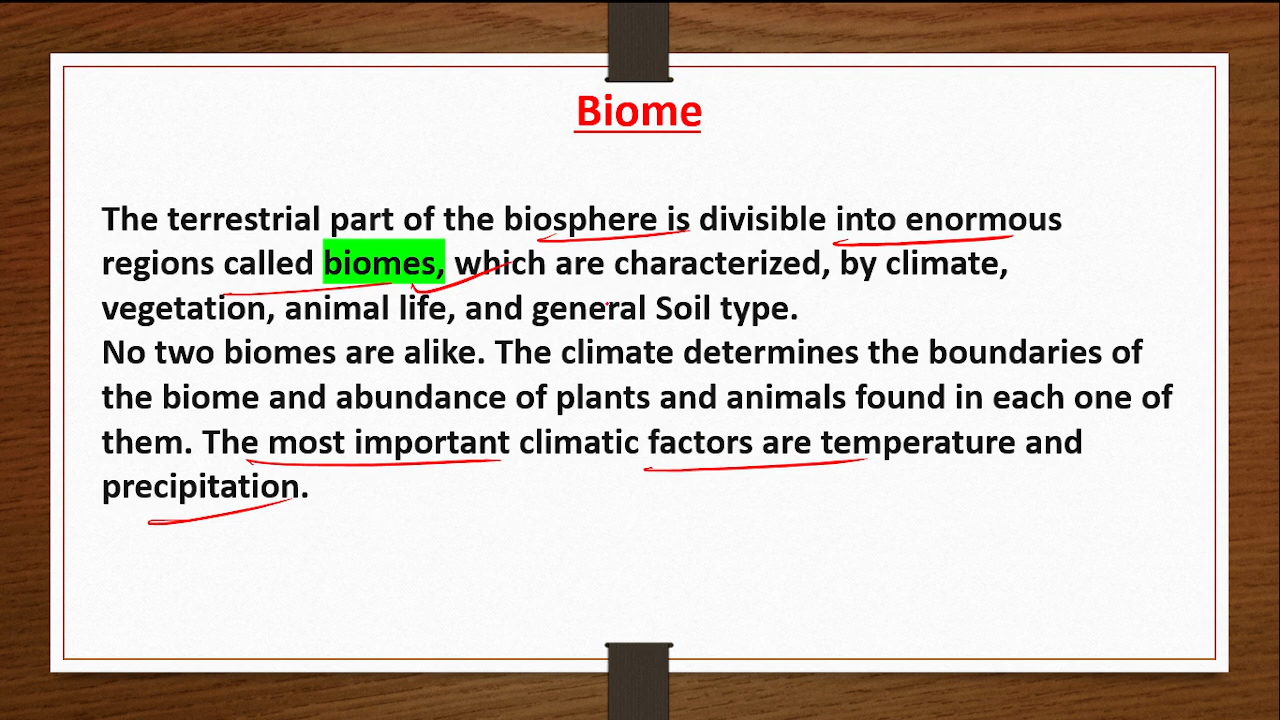 Biome
The terrestrial part of the biosphere is divisible into enormous
regions called biomes, which are characterized, by climate,
vegetation, animal life, and general Soil type.
No two biomes are alike. The climate determines the boundaries of
the biome and abundance of plants and animals found in each one of
them. The most important climatic factors are temperature and
precipitation.